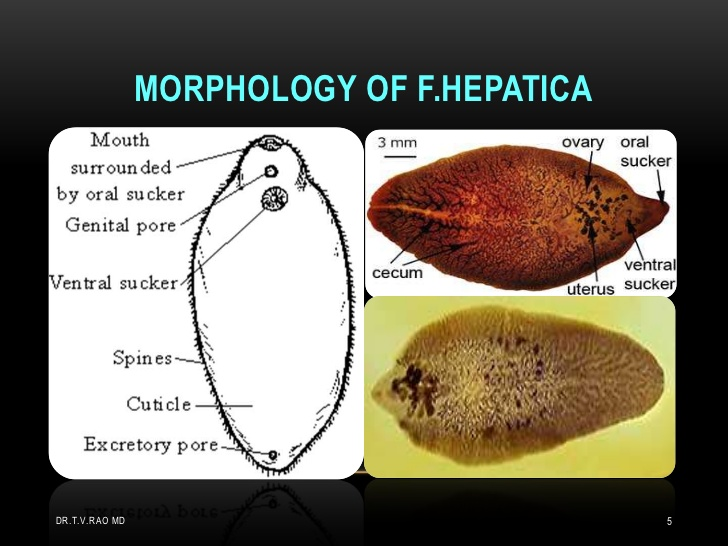 MORPHOLOGY OF F.HEPATICA
Mouth
surrounded
by oral sucker
Genital pore
Ventral sucker
Spines
Cuticle
Excretory pore
3 mm
ovary
oral
sucker
cecum
uterus
ventral
sucker
DR.T.V.RAO MD
5